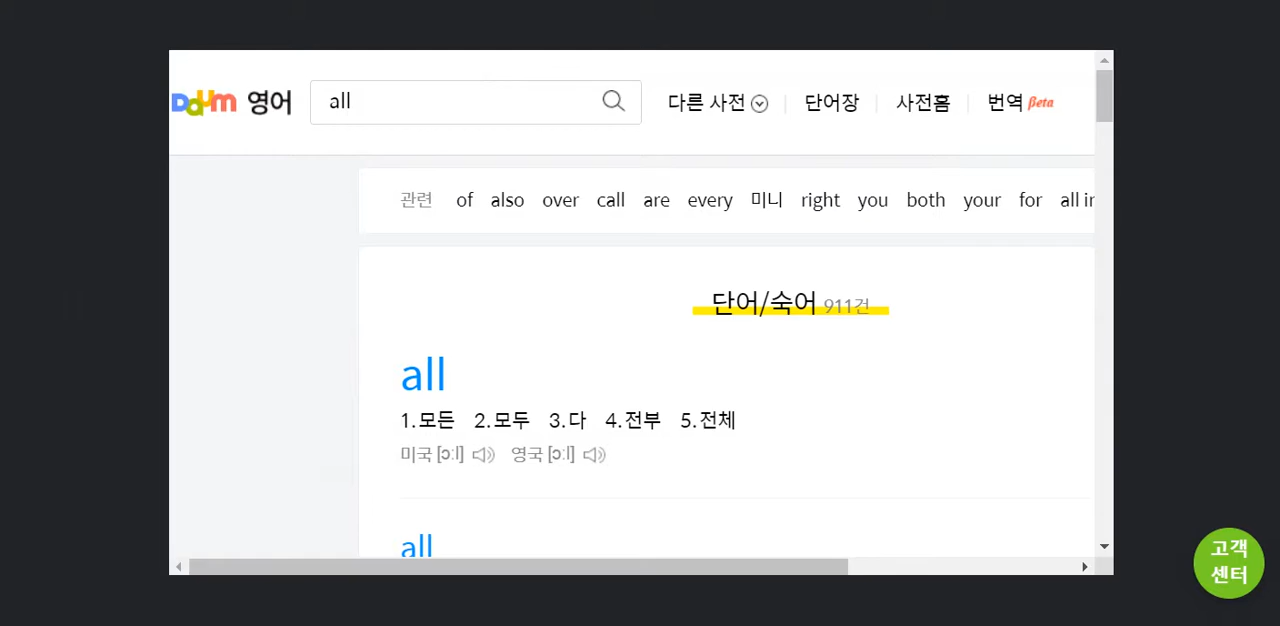 Daum 영어 all 다른 사전 단어장 사전홈 번역 Beta
관련 of also over call are every 미니 right you both your for all in
단어/숙어 911건
all
1.모든 2.모두 3.다 4.전부 5.전체
미국 [ɔːl] 영국 [ɔːl]
all
고객
센터